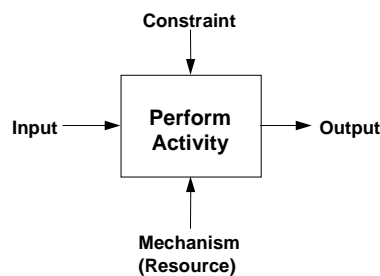 Constraint
Input
Perform
Activity
Output
Mechanism
(Resource)